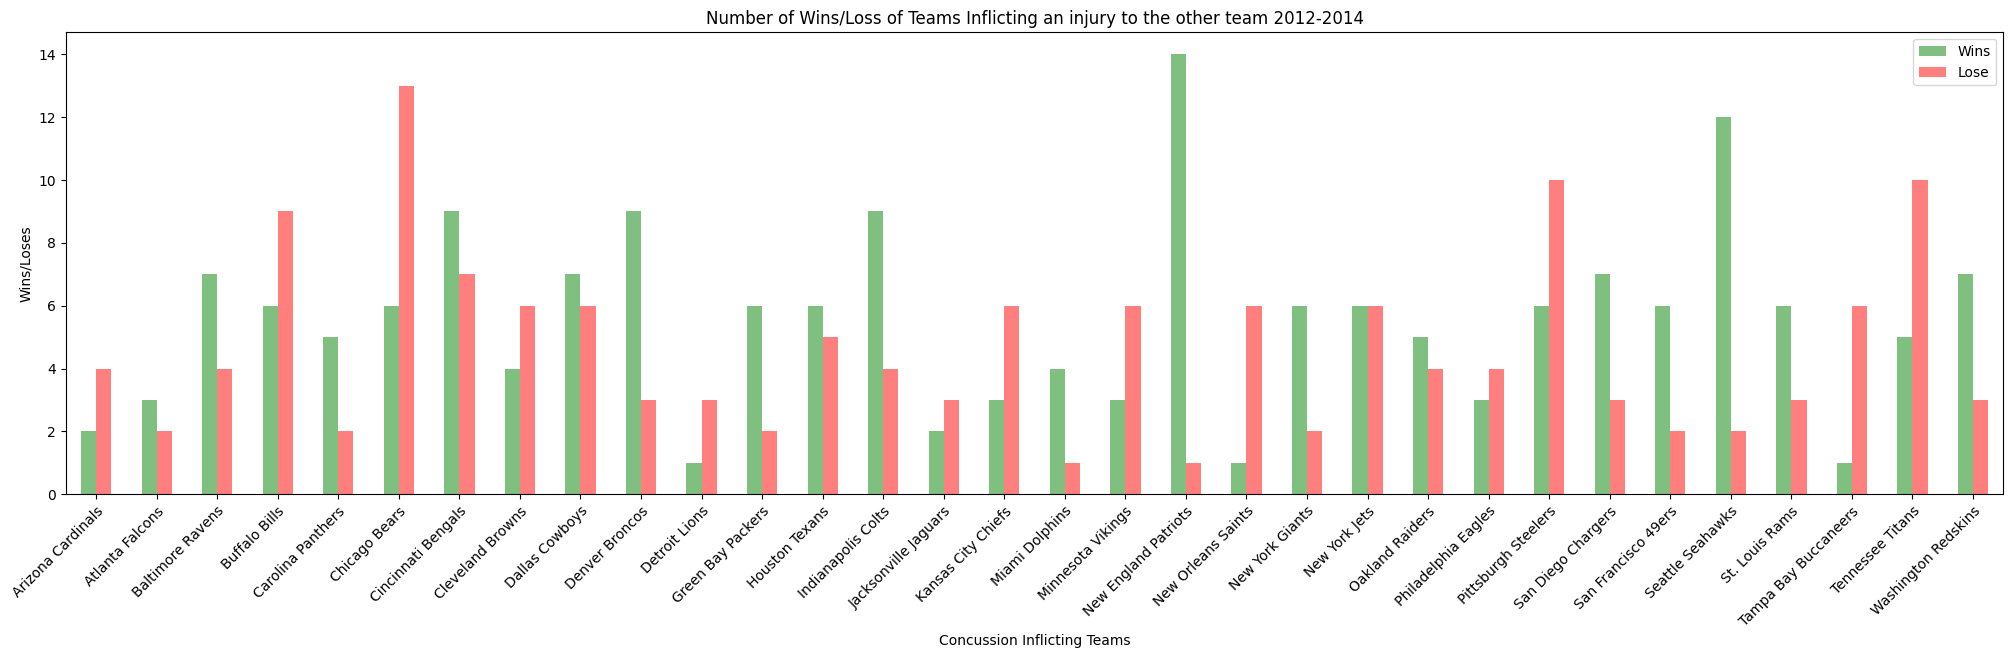 Number of Wins/Loss of Teams Inflicting an injury to the other team 2012-2014
Wins
Lose
Wins/Loses
14
12
10
8
6
4
2
0
Arizona Cardinals
Atlanta Falcons
Baltimore Ravens
Buffalo Bills
Carolina Panthers
Chicago Bears
Cincinnati Bengals
Cleveland Browns
Dallas Cowboys
Denver Broncos
Detroit Lions
Green Bay Packers
Houston Texans
Indianapolis Colts
Jacksonville Jaguars
Kansas City Chiefs
Miami Dolphins
Minnesota Vikings
New England Patriots
New Orleans Saints
New York Giants
New York Jets
Oakland Raiders
Philadelphia Eagles
Pittsburgh Steelers
San Diego Chargers
San Francisco 49ers
Seattle Seahawks
St. Louis Rams
Tampa Bay Buccaneers
Tennessee Titans
Washington Redskins
Concussion Inflicting Teams